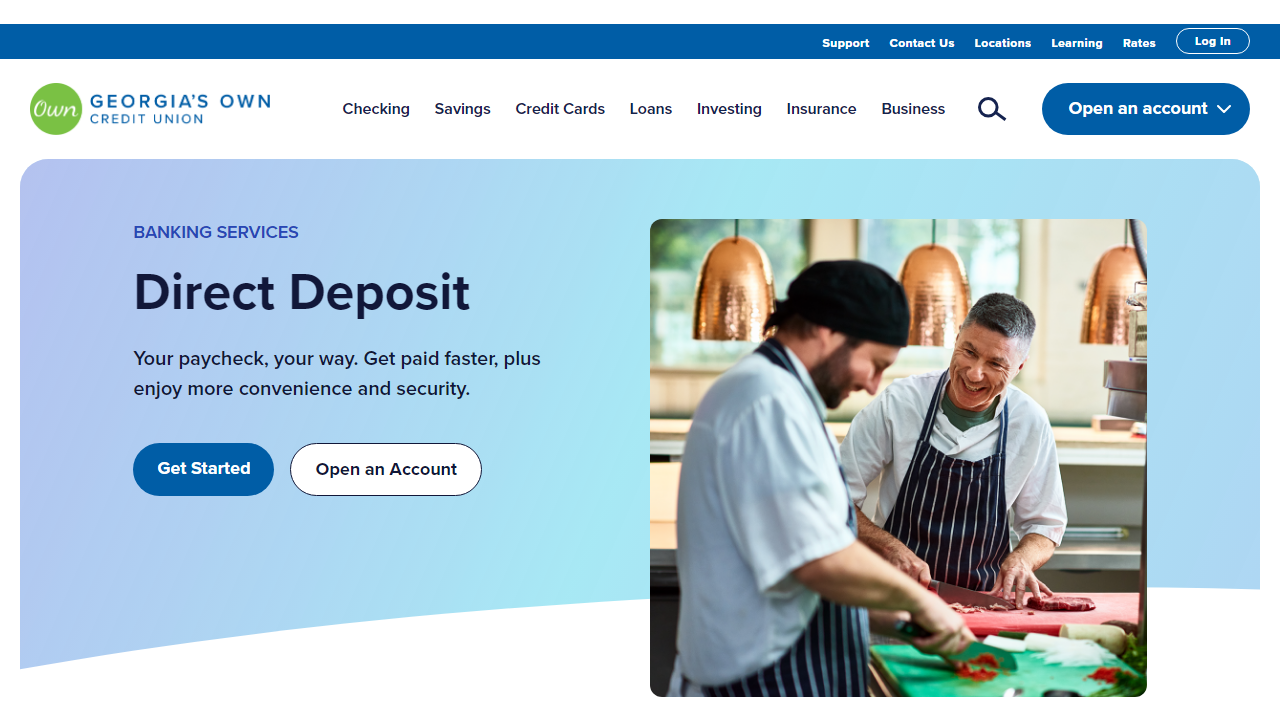 Support Contact Us Locations Learning Rates Log In
Own GEORGIA'S OWN
CREDIT UNION
Checking Savings Credit Cards Loans Investing Insurance Business Open an account
BANKING SERVICES
Direct Deposit
Your paycheck, your way. Get paid faster, plus
enjoy more convenience and security.
Get Started Open an Account